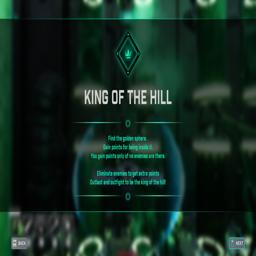 KING OF THE HILL
Find the golden sphere.
Gain points for being inside it.
You gain points only if no enemies are there.
Eliminate enemies to get extra points
Outlast and outfight to be the king of the hill!
BACK
NEXT